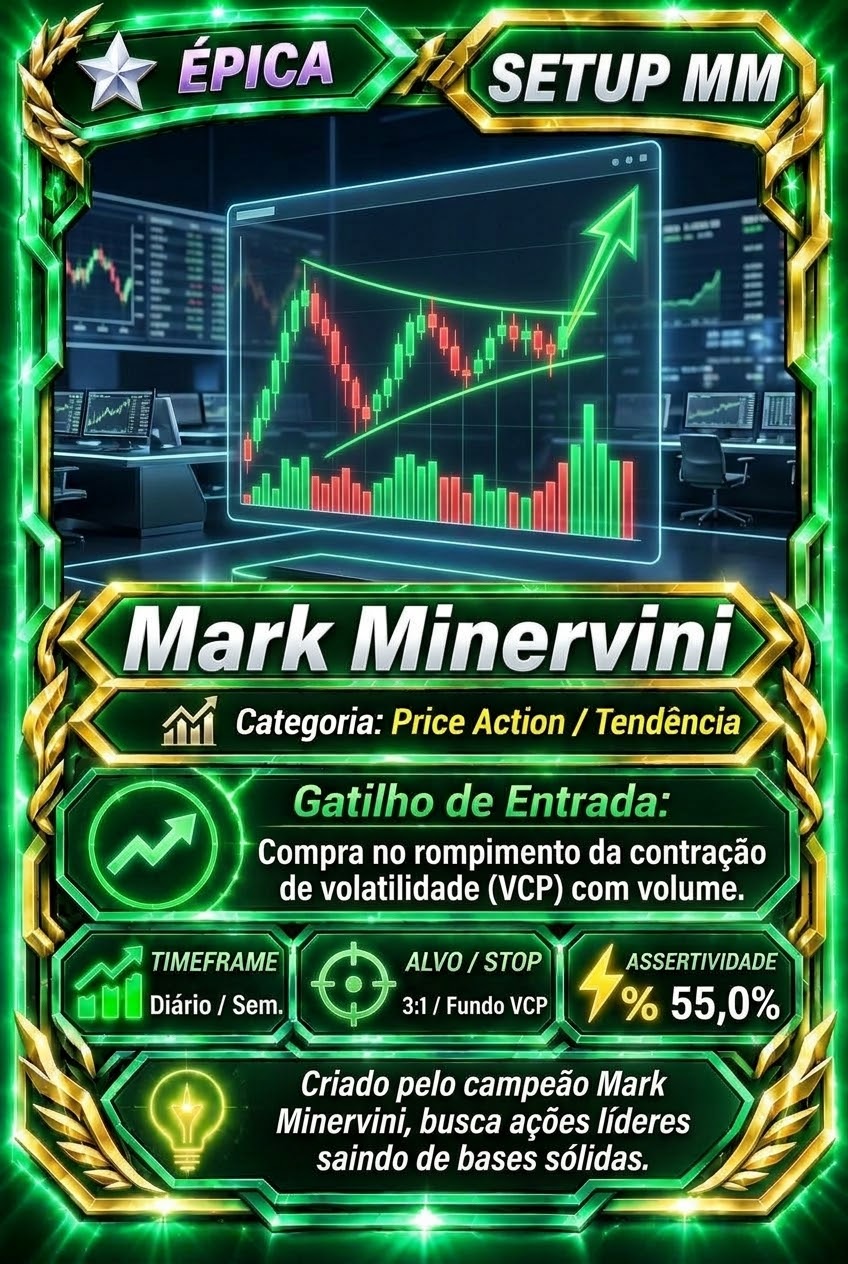 ÉPICA
SETUP MM
Mark Minervini
Categoria: Price Action / Tendência
Gatilho de Entrada:
Compra no rompimento da contração
de volatilidade (VCP) com volume.
TIMEFRAME
Diário / Sem.
ALVO / STOP
3:1 / Fundo VCP
ASSERTIVIDADE
% 55,0%
Criado pelo campeão Mark
Minervini, busca ações líderes
saindo de bases sólidas.